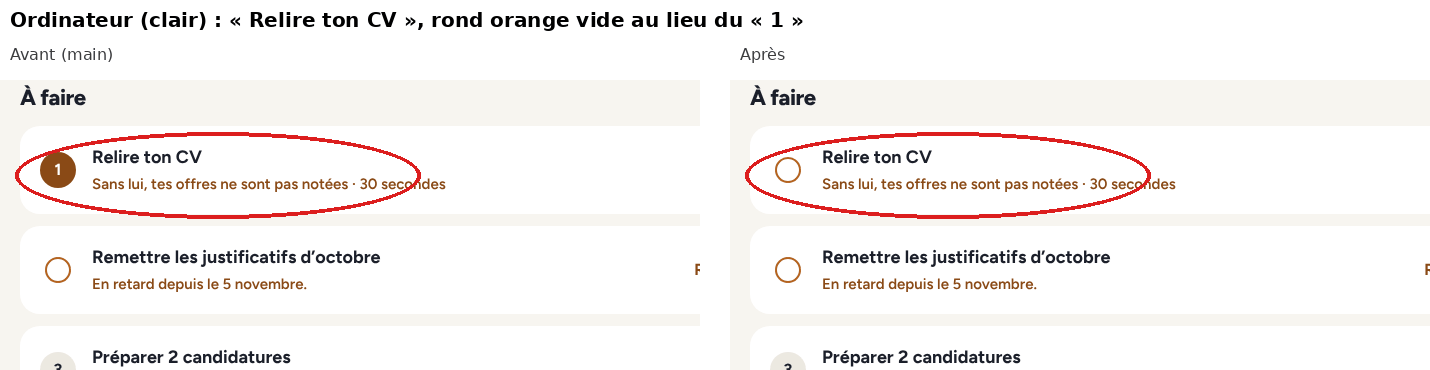 Ordinateur (clair) : « Relire ton CV », rond orange vide au lieu du « 1 »
Avant (main)
À faire
1
Relire ton CV
Sans lui, tes offres ne sont pas notées · 30 secondes
Remettre les justificatifs d’octobre
En retard depuis le 5 novembre.
Préparer 2 candidatures
Après
À faire
Relire ton CV
Sans lui, tes offres ne sont pas notées · 30 secondes
Remettre les justificatifs d’octobre
En retard depuis le 5 novembre.
Préparer 2 candidatures